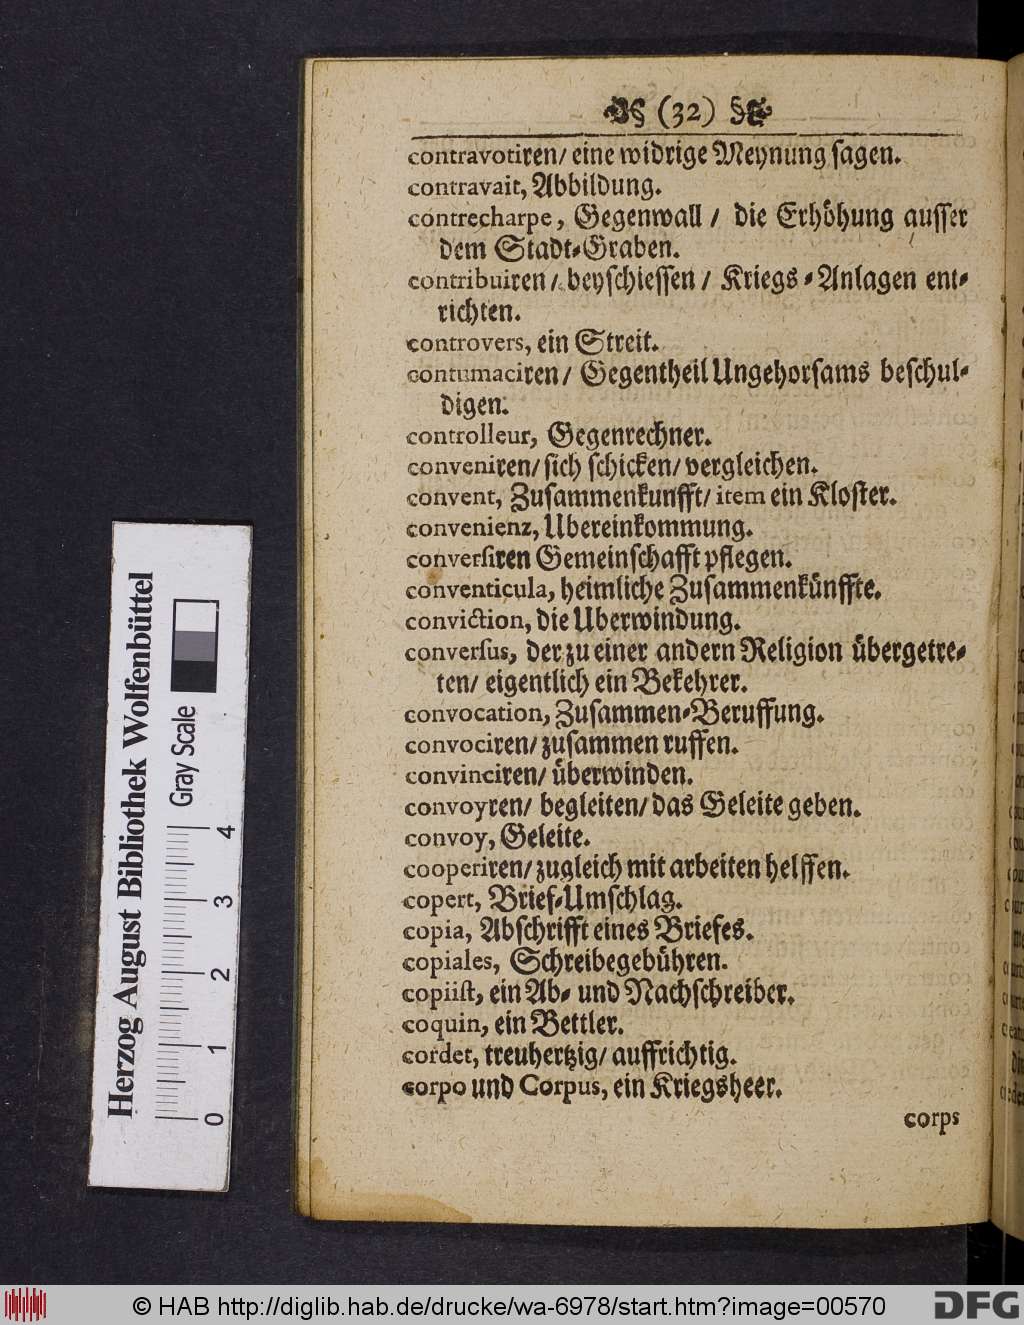 (32)
contravotiren/ eine widrige Meynung sagen.
contravait, Abbildung.
contrecharpe, Gegenwall / die Erhöhung ausser
dem Stadt-Graben.
contribuiren/ beyschiessen / Kriegs-Anlagen ent-
richten.
controvers, ein Streit.
contumaciren/ Gegentheil Ungehorsams beschul-
digen.
controlleur, Gegenrechner.
conveniren/ sich schicken/ vergleichen.
convent, Zusammenkunfft/ item ein Kloster.
convenienz, Ubereinkommung.
conversiren Gemeinschafft pflegen.
conventicula, heimliche Zusammenkünffte.
conviction, die Uberwindung.
conversus, der zu einer andern Religion übergetre-
ten/ eigentlich ein Bekehrer.
convocation, Zusammen-Beruffung.
convociren/ zusammen ruffen.
convinciren/ überwinden.
convoyren/ begleiten/ das Geleite geben.
convoy, Geleite.
cooperiren/ zugleich mit arbeiten helffen.
copert, Brief-Umschlag.
copia, Abschrifft eines Briefes.
copiales, Schreibegebühren.
copiist, ein Ab- und Nachschreiber.
coquin, ein Bettler.
cordet, treuhertzig/ auffrichtig.
corpo und Corpus, ein Kriegsheer.
corps
Herzog August Bibliothek Wolfenbüttel
Gray Scale
0 1 2 3 4
© HAB http://diglib.hab.de/drucke/wa-6978/start.htm?image=00570
DFG